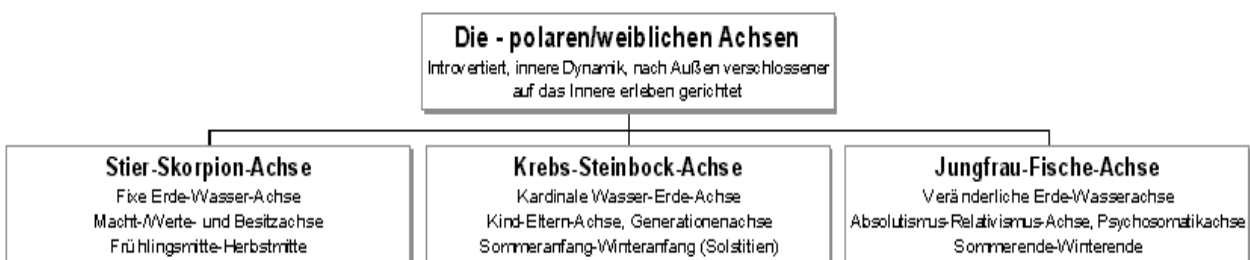 Die - polaren/weiblichen Achsen
Introvertiert, innere Dynamik, nach Außen verschlossener
auf das Innere erleben gerichtet
Stier-Skorpion-Achse
Fixe Erde-Wasser-Achse
Macht-/Werte- und Besitzachse
Frühlingsmitte-Herbstmitte
Krebs-Steinbock-Achse
Kardinale Wasser-Erde-Achse
Kind-Eltern-Achse, Generationenachse
Sommeranfang-Winteranfang (Solstitien)
Jungfrau-Fische-Achse
Veränderliche Erde-Wasserachse
Absolutismus-Relativismus-Achse, Psychosomatikachse
Sommerende-Winterende